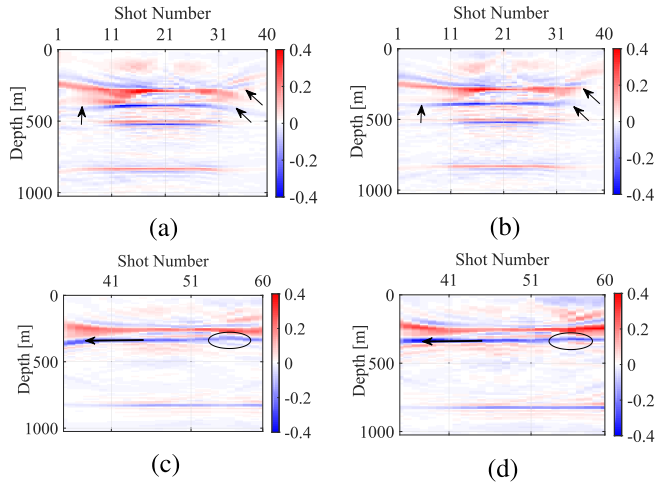 Shot Number
Shot Number
1 11 21 31 40
1 11 21 31 40
0
0.4
0
0.4
0.2
0.2
Depth [m]
500
0
Depth [m]
500
0
-0.2
-0.2
1000
-0.4
1000
-0.4
(a)
(b)
Shot Number
Shot Number
41 51 60
41 51 60
0
0.4
0
0.4
0.2
0.2
Depth [m]
500
0
Depth [m]
500
0
-0.2
-0.2
1000
-0.4
1000
-0.4
(c)
(d)